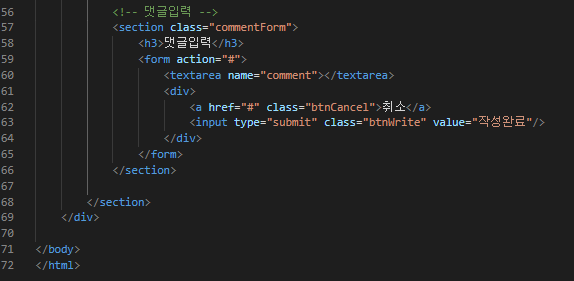 56 <!-- 댓글입력 -->
57 <section class="commentForm">
58 <h3>댓글입력</h3>
59 <form action="#">
60 <textarea name="comment"></textarea>
61 <div>
62 <a href="#" class="btnCancel">취소</a>
63 <input type="submit" class="btnWrite" value="작성완료"/>
64 </div>
65 </form>
66 </section>
67
68 </section>
69 </div>
70
71 </body>
72 </html>